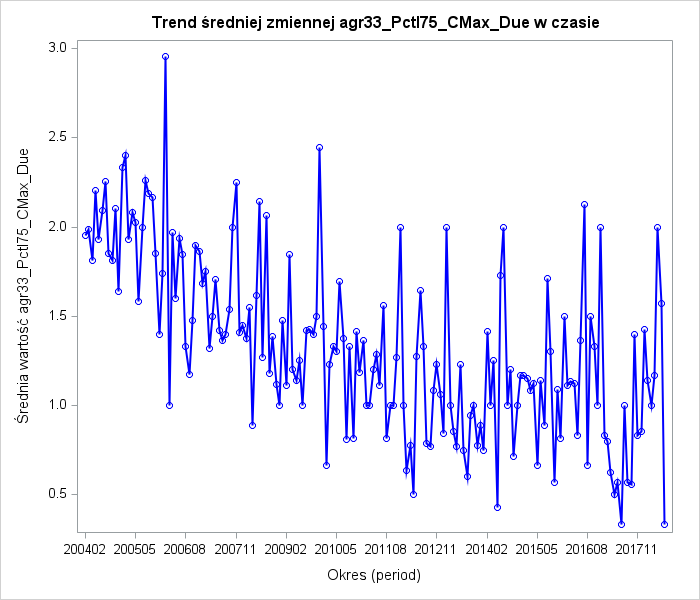 Trend średniej zmiennej agr33_Pctl75_CMax_Due w czasie
Średnia wartość agr33_Pctl75_CMax_Due
3.0
2.5
2.0
1.5
1.0
0.5
200402 200505 200608 200711 200902 201005 201108 201211 201402 201505 201608 201711
Okres (period)